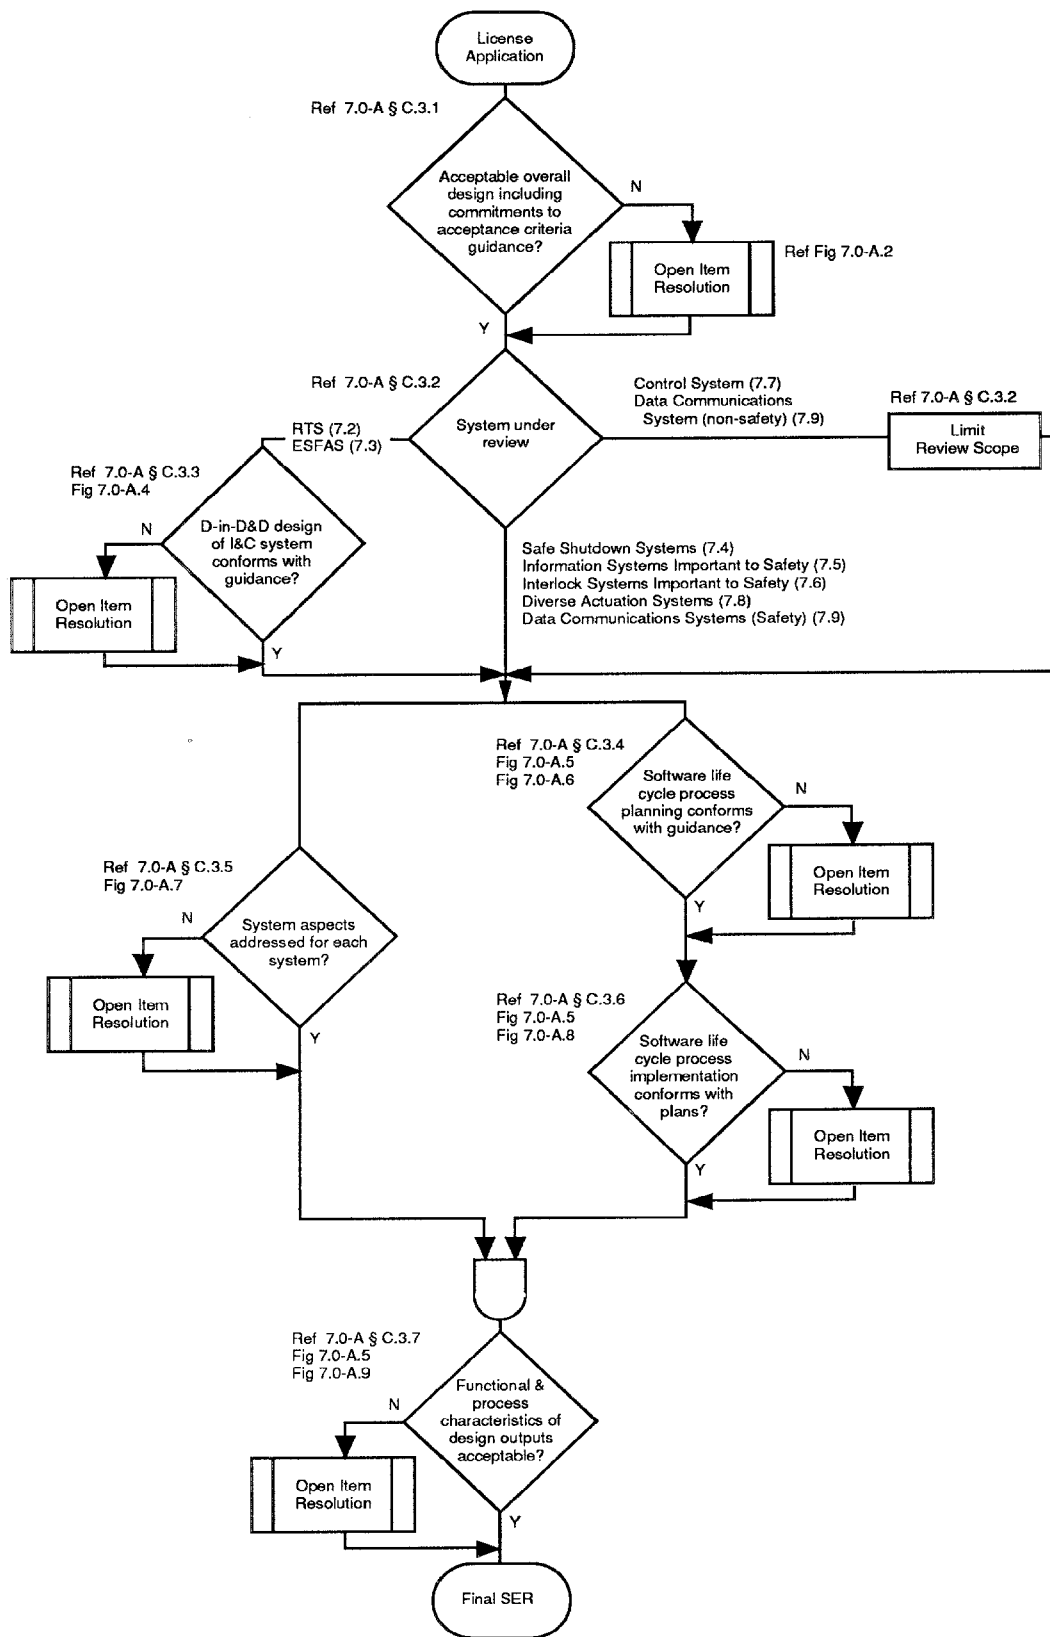 License
Application
Ref 7.0-A § C.3.1
Acceptable overall
design including
commitments to
acceptance criteria
guidance?
N
Ref Fig 7.0-A.2
Open Item
Resolution
Y
Ref 7.0-A § C.3.2
System under
review
Control System (7.7)
Data Communications
System (non-safety) (7.9)
Ref 7.0-A § C.3.2
Limit
Review Scope
RTS (7.2)
ESFAS (7.3)
Ref 7.0-A § C.3.3
Fig 7.0-A.4
N
D-in-D&D design
of I&C system
conforms with
guidance?
Open Item
Resolution
Y
Safe Shutdown Systems (7.4)
Information Systems Important to Safety (7.5)
Interlock Systems Important to Safety (7.6)
Diverse Actuation Systems (7.8)
Data Communications Systems (Safety) (7.9)
Ref 7.0-A § C.3.4
Fig 7.0-A.5
Fig 7.0-A.6
Software life
cycle process
planning conforms
with guidance?
N
Open Item
Resolution
Y
Ref 7.0-A § C.3.5
Fig 7.0-A.7
N
System aspects
addressed for each
system?
Open Item
Resolution
Y
Ref 7.0-A § C.3.6
Fig 7.0-A.5
Fig 7.0-A.8
Software life
cycle process
implementation
conforms with
plans?
N
Open Item
Resolution
Y
Ref 7.0-A § C.3.7
Fig 7.0-A.5
Fig 7.0-A.9
N
Functional &
process
characteristics of
design outputs
acceptable?
Open Item
Resolution
Y
Final SER